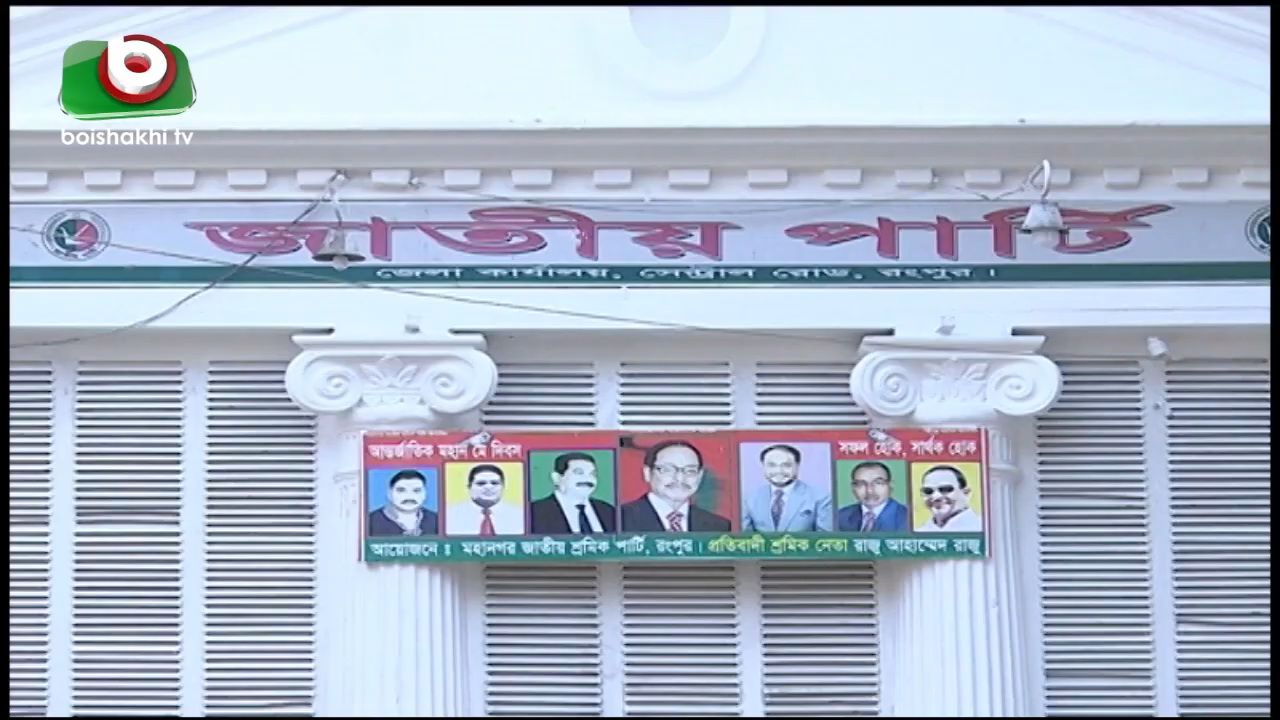 boishakhi tv
জাতীয় পার্টি
জেলা কার্যালয়, সেন্ট্রাল রোড, রংপুর।
আন্তর্জাতিক মহান মে দিবস
সফল হোক, সার্থক হোক
আয়োজনে ঃ মহানগর জাতীয় শ্রমিক পার্টি, রংপুর। প্রতিবাদী শ্রমিক নেতা রাজু আহাম্মেদ রাজু